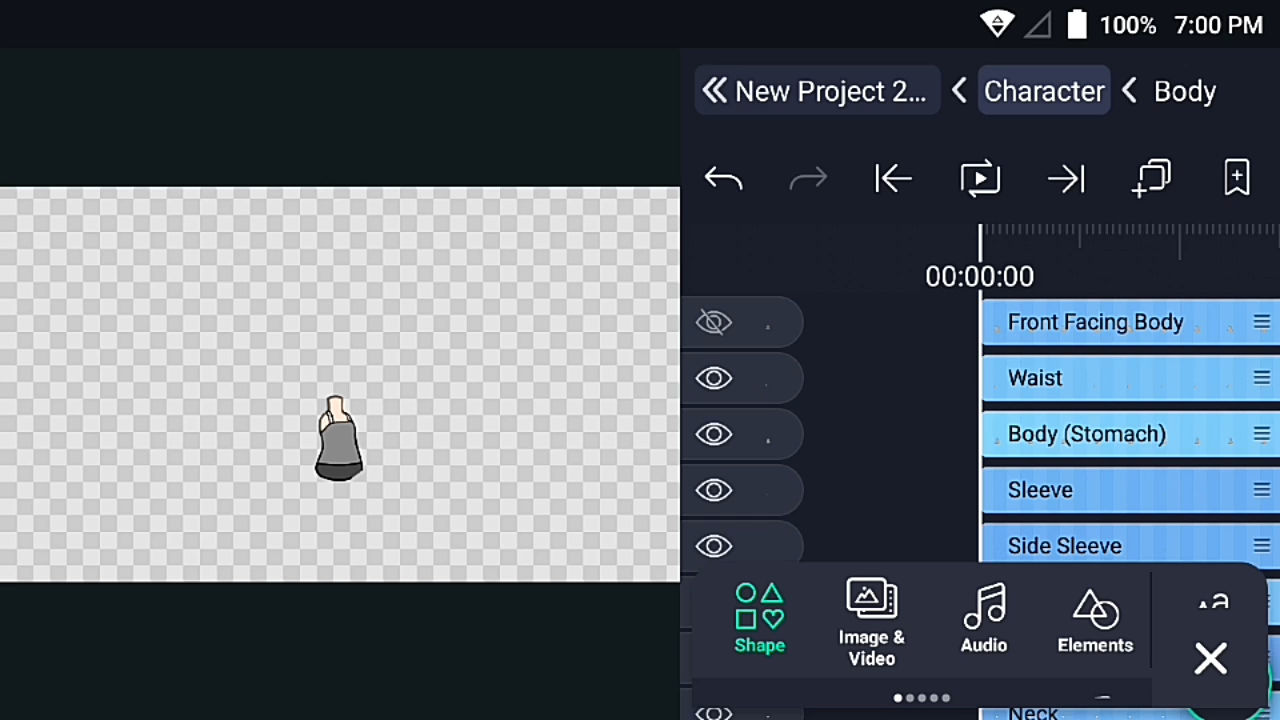 100% 7:00 PM
New Project 2... Character Body
00:00:00
Front Facing Body
Waist
Body (Stomach)
Sleeve
Side Sleeve
Shape
Image &
Video
Audio
Elements
Neck